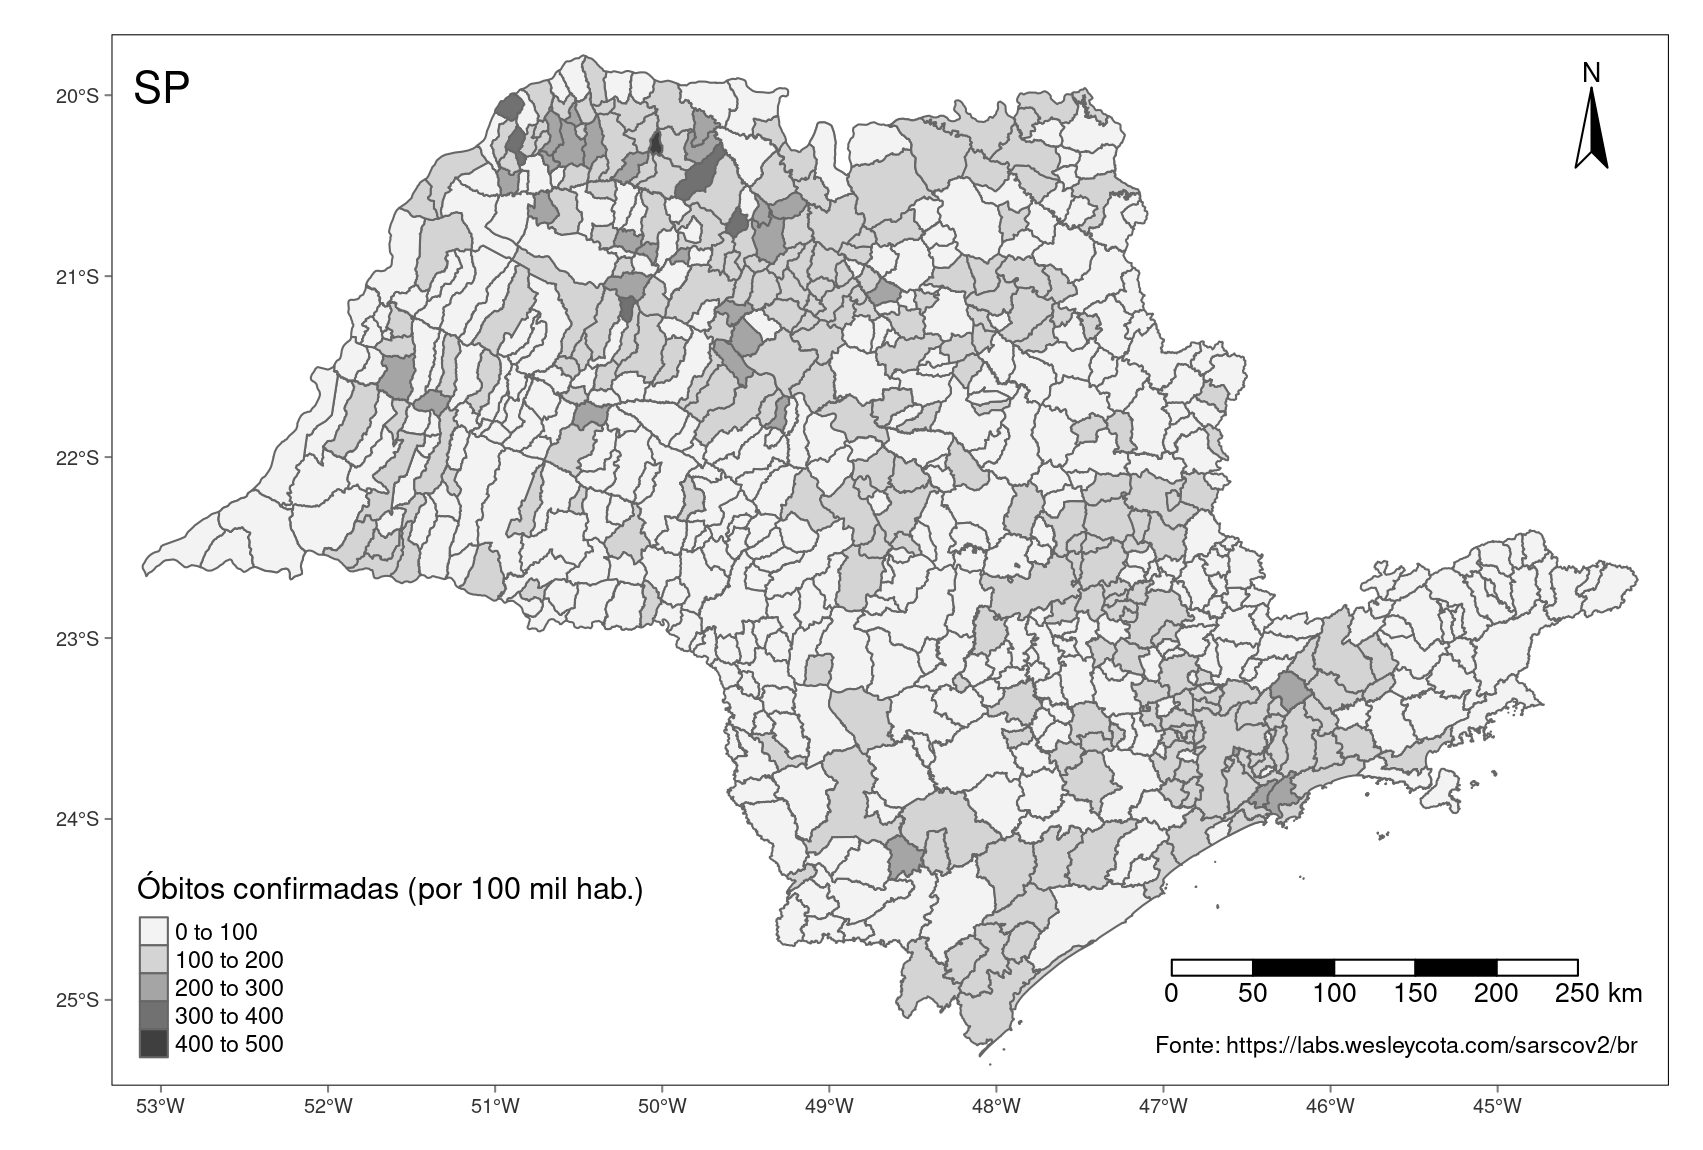 SP
N
20°S
21°S
22°S
23°S
24°S
25°S
Óbitos confirmadas (por 100 mil hab.)
0 to 100
100 to 200
200 to 300
300 to 400
400 to 500
0 50 100 150 200 250 km
Fonte: https://labs.wesleycota.com/sarscov2/br
53°W 52°W 51°W 50°W 49°W 48°W 47°W 46°W 45°W